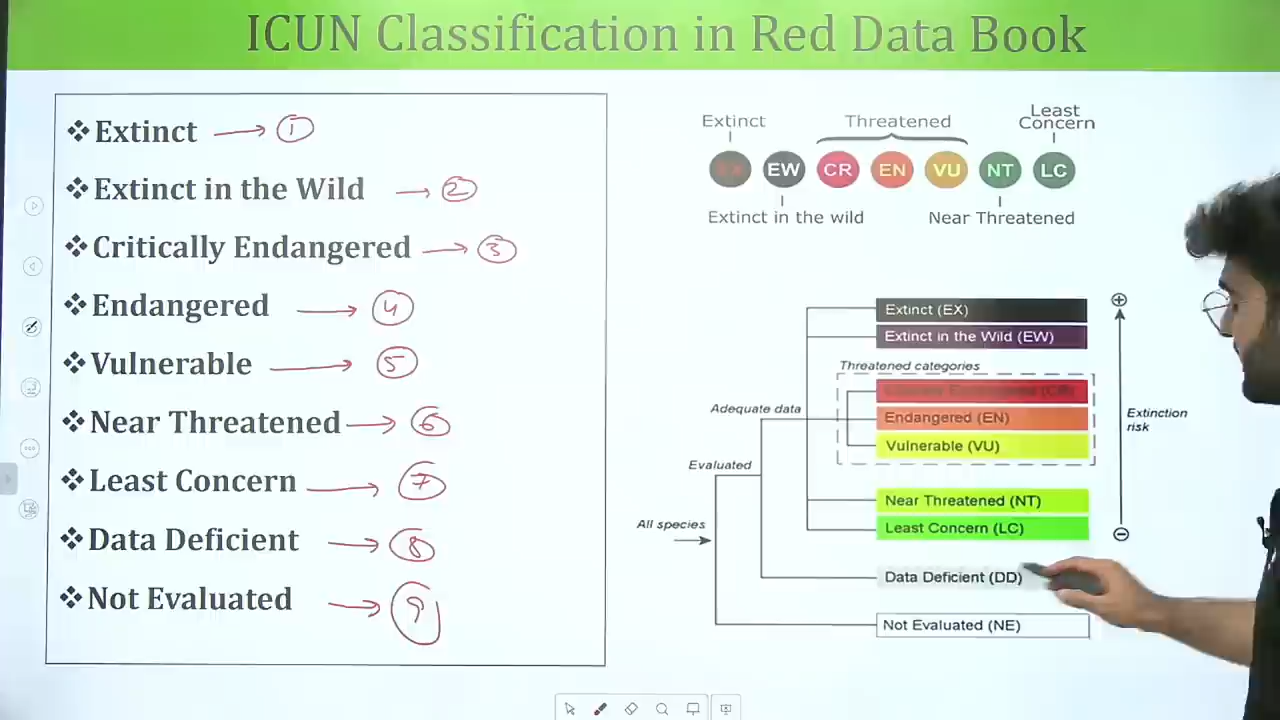 ICUN Classification in Red Data Book
❖ Extinct → 1
❖ Extinct in the Wild → 2
❖ Critically Endangered → 3
❖ Endangered → 4
❖ Vulnerable → 5
❖ Near Threatened → 6
❖ Least Concern → 7
❖ Data Deficient → 8
❖ Not Evaluated → 9
Extinct
Threatened
Least
Concern
EX EW CR EN VU NT LC
Extinct in the wild
Near Threatened
Extinct (EX)
Extinct in the Wild (EW)
Threatened categories
Critically Endangered (CR)
Adequate data
Endangered (EN)
Extinction
risk
Vulnerable (VU)
Evaluated
Near Threatened (NT)
All species
Least Concern (LC)
Data Deficient (DD)
Not Evaluated (NE)